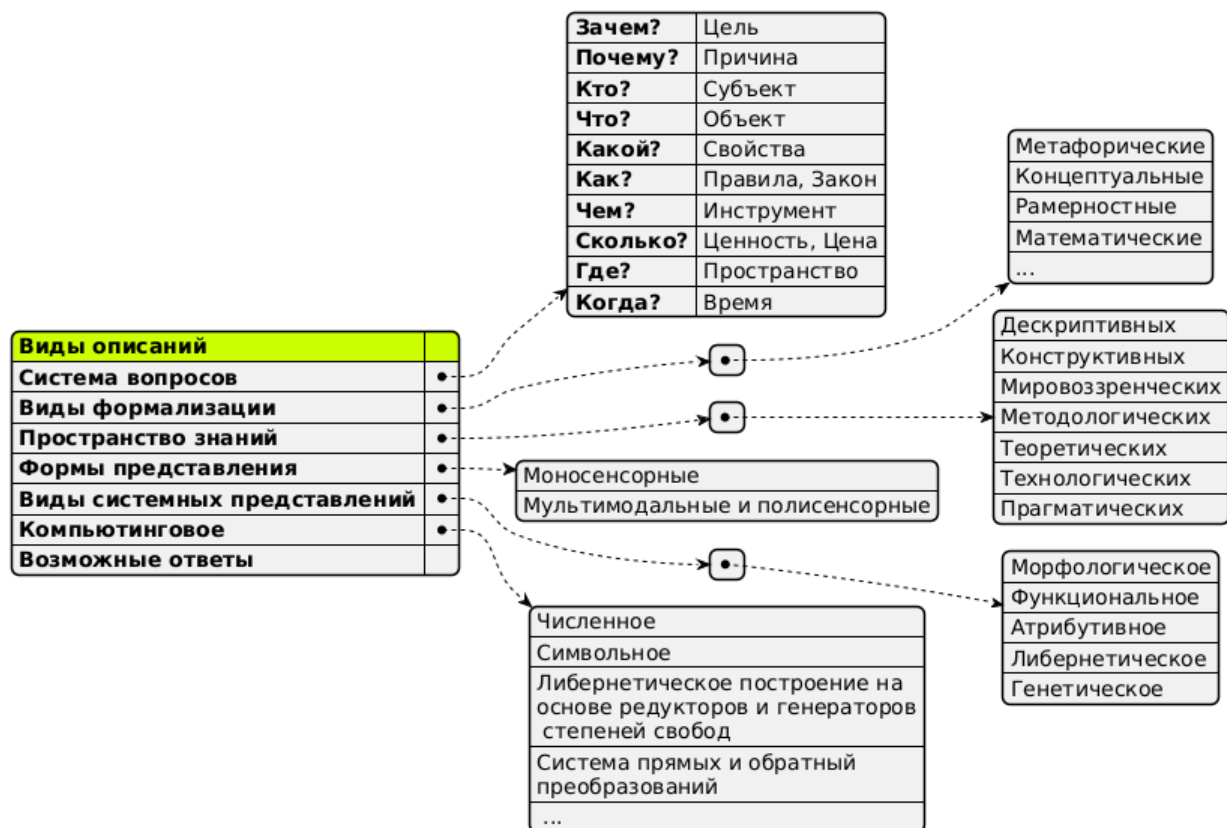 Виды описаний
Система вопросов
Виды формализации
Пространство знаний
Формы представления
Виды системных представлений
Компьютинговое
Возможные ответы
Зачем? Цель
Почему? Причина
Кто? Субъект
Что? Объект
Какой? Свойства
Как? Правила, Закон
Чем? Инструмент
Сколько? Ценность, Цена
Где? Пространство
Когда? Время
Метафорические
Концептуальные
Рамерностные
Математические
...
Дескриптивных
Конструктивных
Мировоззренческих
Методологических
Теоретических
Технологических
Прагматических
Моносенсорные
Мультимодальные и полисенсорные
Морфологическое
Функциональное
Атрибутивное
Либернетическое
Генетическое
Численное
Символьное
Либернетическое построение на
основе редукторов и генераторов
степеней свобод
Система прямых и обратный
преобразований
...